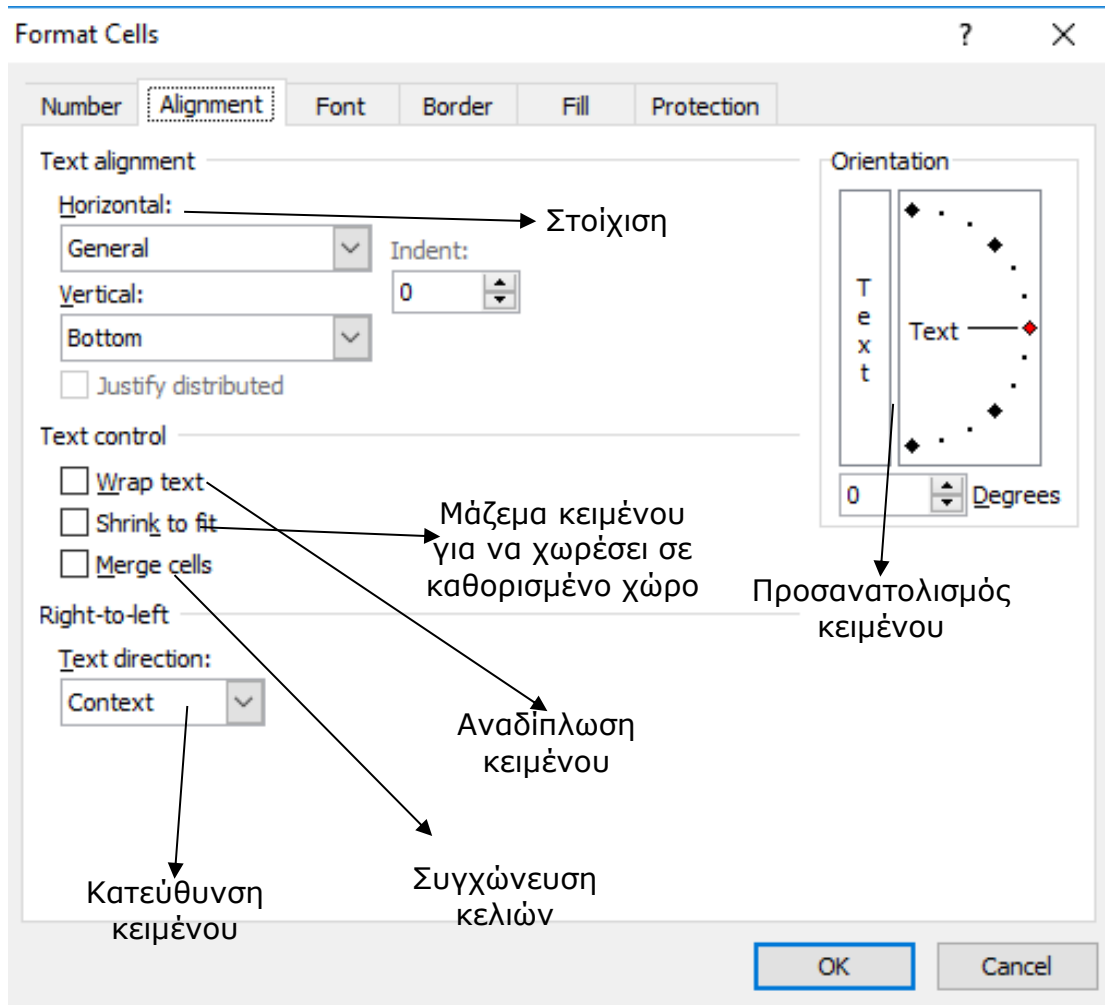 Format Cells ? X
Number Alignment Font Border Fill Protection
Text alignment
Horizontal:
Στοίχιση
General
Indent:
Vertical:
0
Bottom
Justify distributed
Text control
Wrap text
Shrink to fit
Merge cells
Μάζεμα κειμένου
για να χωρέσει σε
καθορισμένο χώρο
Right-to-left
Text direction:
Context
Αναδίπλωση
κειμένου
Συγχώνευση
κελιών
Κατεύθυνση
κειμένου
Orientation
T
e
x
t
Text
0 Degrees
Προσανατολισμός
κειμένου
OK Cancel